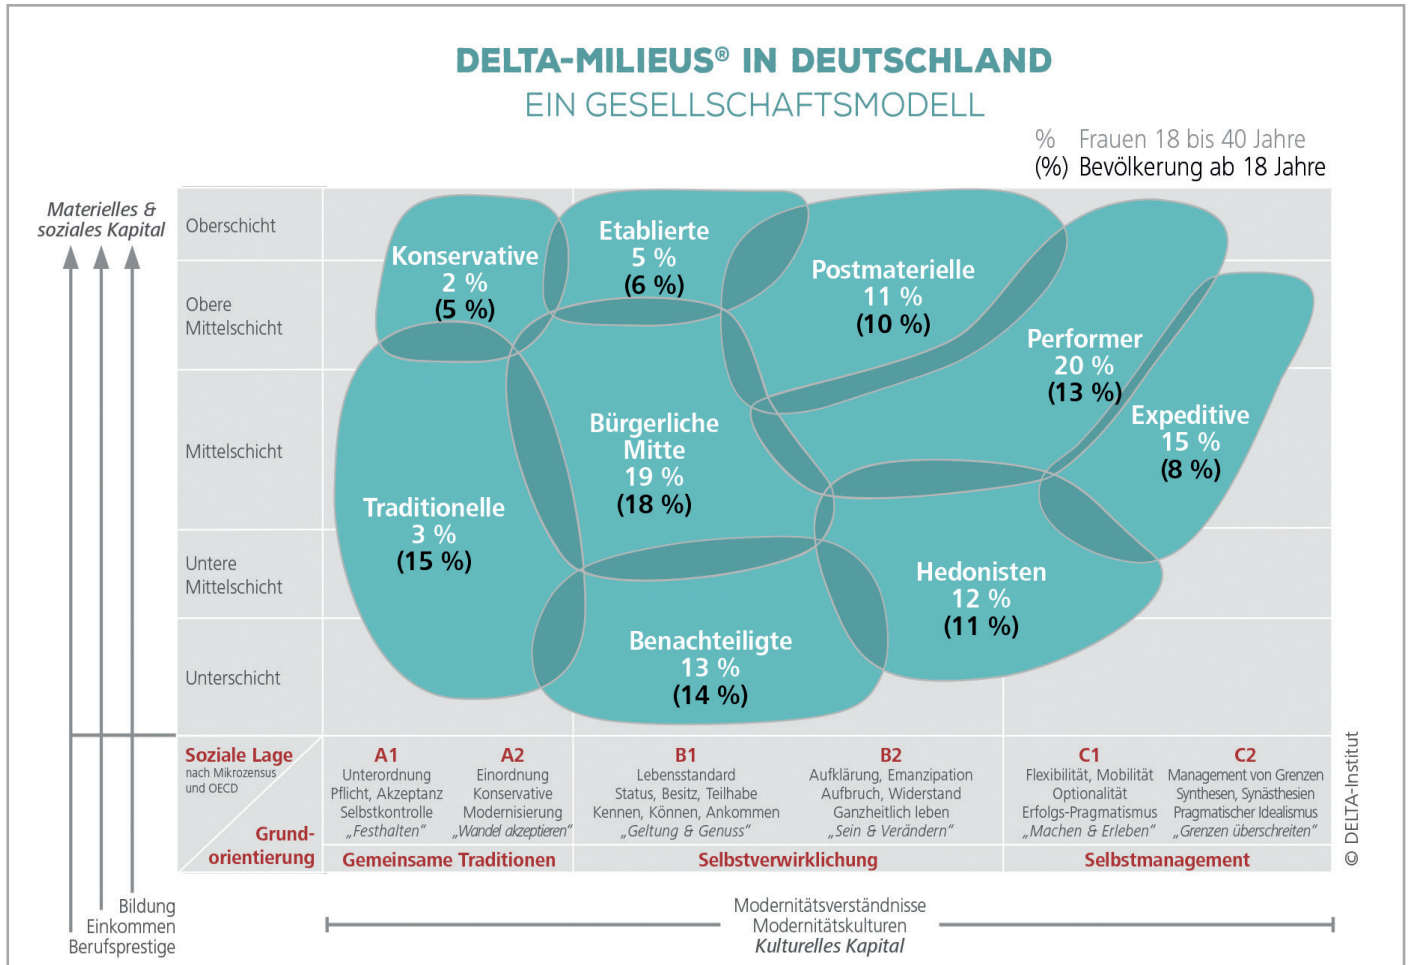 DELTA-MILIEUS® IN DEUTSCHLAND
EIN GESELLSCHAFTSMODELL
% Frauen 18 bis 40 Jahre
(%) Bevölkerung ab 18 Jahre
Materielles &
soziales Kapital
Oberschicht
Obere
Mittelschicht
Mittelschicht
Untere
Mittelschicht
Unterschicht
Konservative
2 %
(5 %)
Etablierte
5 %
(6 %)
Postmaterielle
11 %
(10 %)
Performer
20 %
(13 %)
Expeditive
15 %
(8 %)
Bürgerliche
Mitte
19 %
(18 %)
Traditionelle
3 %
(15 %)
Hedonisten
12 %
(11 %)
Benachteiligte
13 %
(14 %)
Soziale Lage
nach Mikrozensus
und OECD
Grund-
orientierung
A1
Unterordnung
Pflicht, Akzeptanz
Selbstkontrolle
„Festhalten“
A2
Einordnung
Konservative
Modernisierung
„Wandel akzeptieren“
B1
Lebensstandard
Status, Besitz, Teilhabe
Kennen, Können, Ankommen
„Geltung & Genuss“
B2
Aufklärung, Emanzipation
Aufbruch, Widerstand
Ganzheitlich leben
„Sein & Verändern“
C1
Flexibilität, Mobilität
Optionalität
Erfolgs-Pragmatismus
„Machen & Erleben“
C2
Management von Grenzen
Synthesen, Synästhesien
Pragmatischer Idealismus
„Grenzen überschreiten“
Gemeinsame Traditionen
Selbstverwirklichung
Selbstmanagement
Bildung
Einkommen
Berufsprestige
Modernitätsverständnisse
Modernitätskulturen
Kulturelles Kapital
© DELTA-Institut